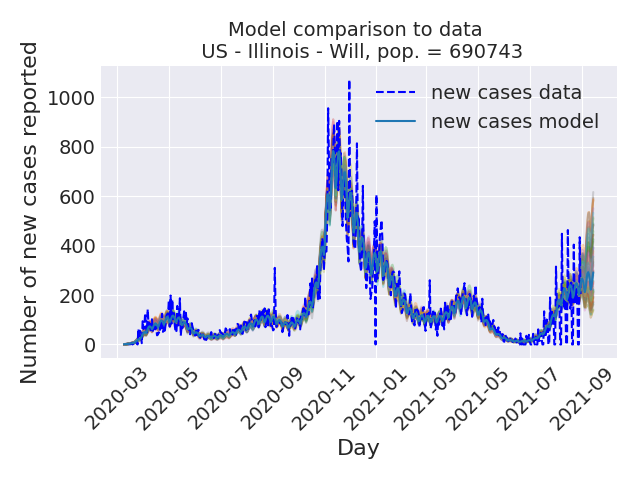 Model comparison to data
US - Illinois - Will, pop. = 690743
Number of new cases reported
1000
800
600
400
200
0
new cases data
new cases model
2020-03
2020-05
2020-07
2020-09
2020-11
2021-01
2021-03
2021-05
2021-07
2021-09
Day